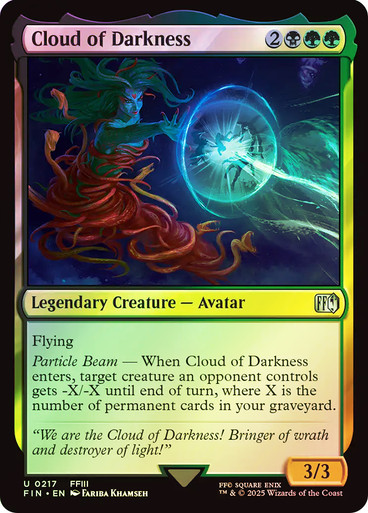 Cloud of Darkness 2
Legendary Creature — Avatar
Flying
Particle Beam — When Cloud of Darkness
enters, target creature an opponent controls
gets -X/-X until end of turn, where X is the
number of permanent cards in your graveyard.
“We are the Cloud of Darkness! Bringer of wrath
and destroyer of light!”
3/3
U 0217 FFIII
FIN • EN Fariba Khamseh
FF© SQUARE ENIX
™ & © 2025 Wizards of the Coast